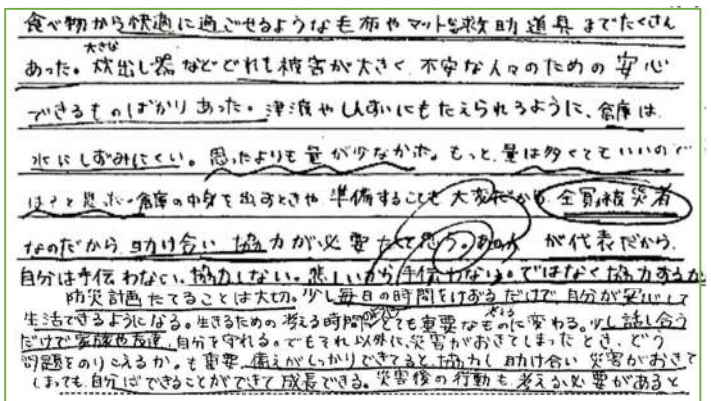 食べ物から快適に過ごせるような毛布やマット、救助道具までたくさん
あった。大きな炊出し器などどれも被害が大きく不安な人々のための安心
できるものばかりあった。津波やしんすいにもたえられるように、倉庫は
水にしずみにくい。思ったよりも量が少なかった。もっと、量は多くてもいいので
は?と思った。倉庫の中身を出すときや準備することも大変だから、全員被災者
なのだから助け合い協力が必要だと思う。が代表だから、
自分は手伝わない。協力しない。悲しいから手伝わない。ではなく協力するか
防災計画たてることは大切。少し毎日の時間をけずるだけで、自分が安心して
生活できるようになる。生きるための考える時間がとても重要なものに変わる。少し話し合う
だけで家族や友達、自分を守れる。でもそれ以外に、災害がおきてしまったとき、どう
問題をのりこえるか。も重要。備えがしっかりできてると、協力し助け合い災害がおきて
しまっても自分にできることができて成長できる。災害後の行動も考える必要があると